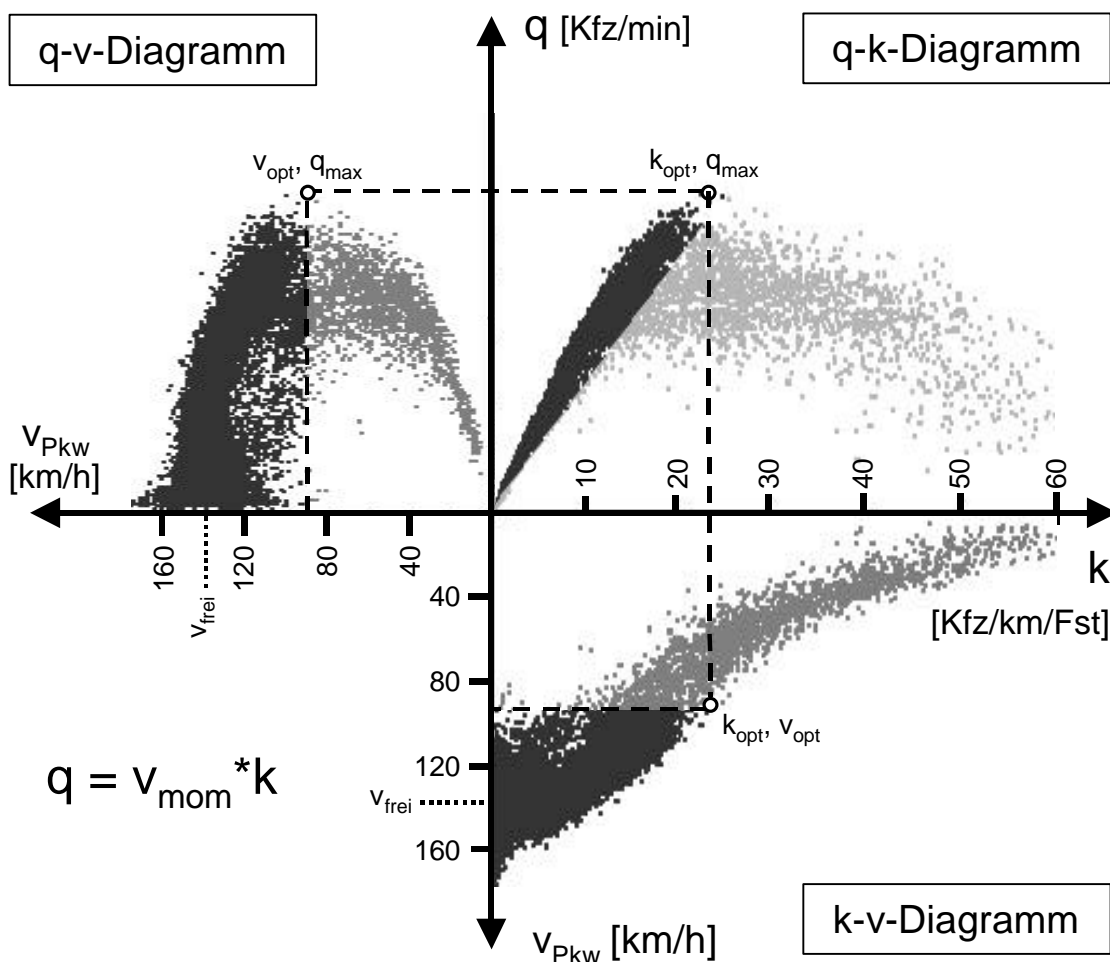 q-v-Diagramm
q [Kfz/min]
q-k-Diagramm
v_opt, q_max
k_opt, q_max
v_Pkw
[km/h]
160
120
80
40
v_frei
10
20
30
40
50
60
k
[Kfz/km/Fst]
40
80
120
160
v_frei
k_opt, v_opt
q = v_mom*k
v_Pkw [km/h]
k-v-Diagramm